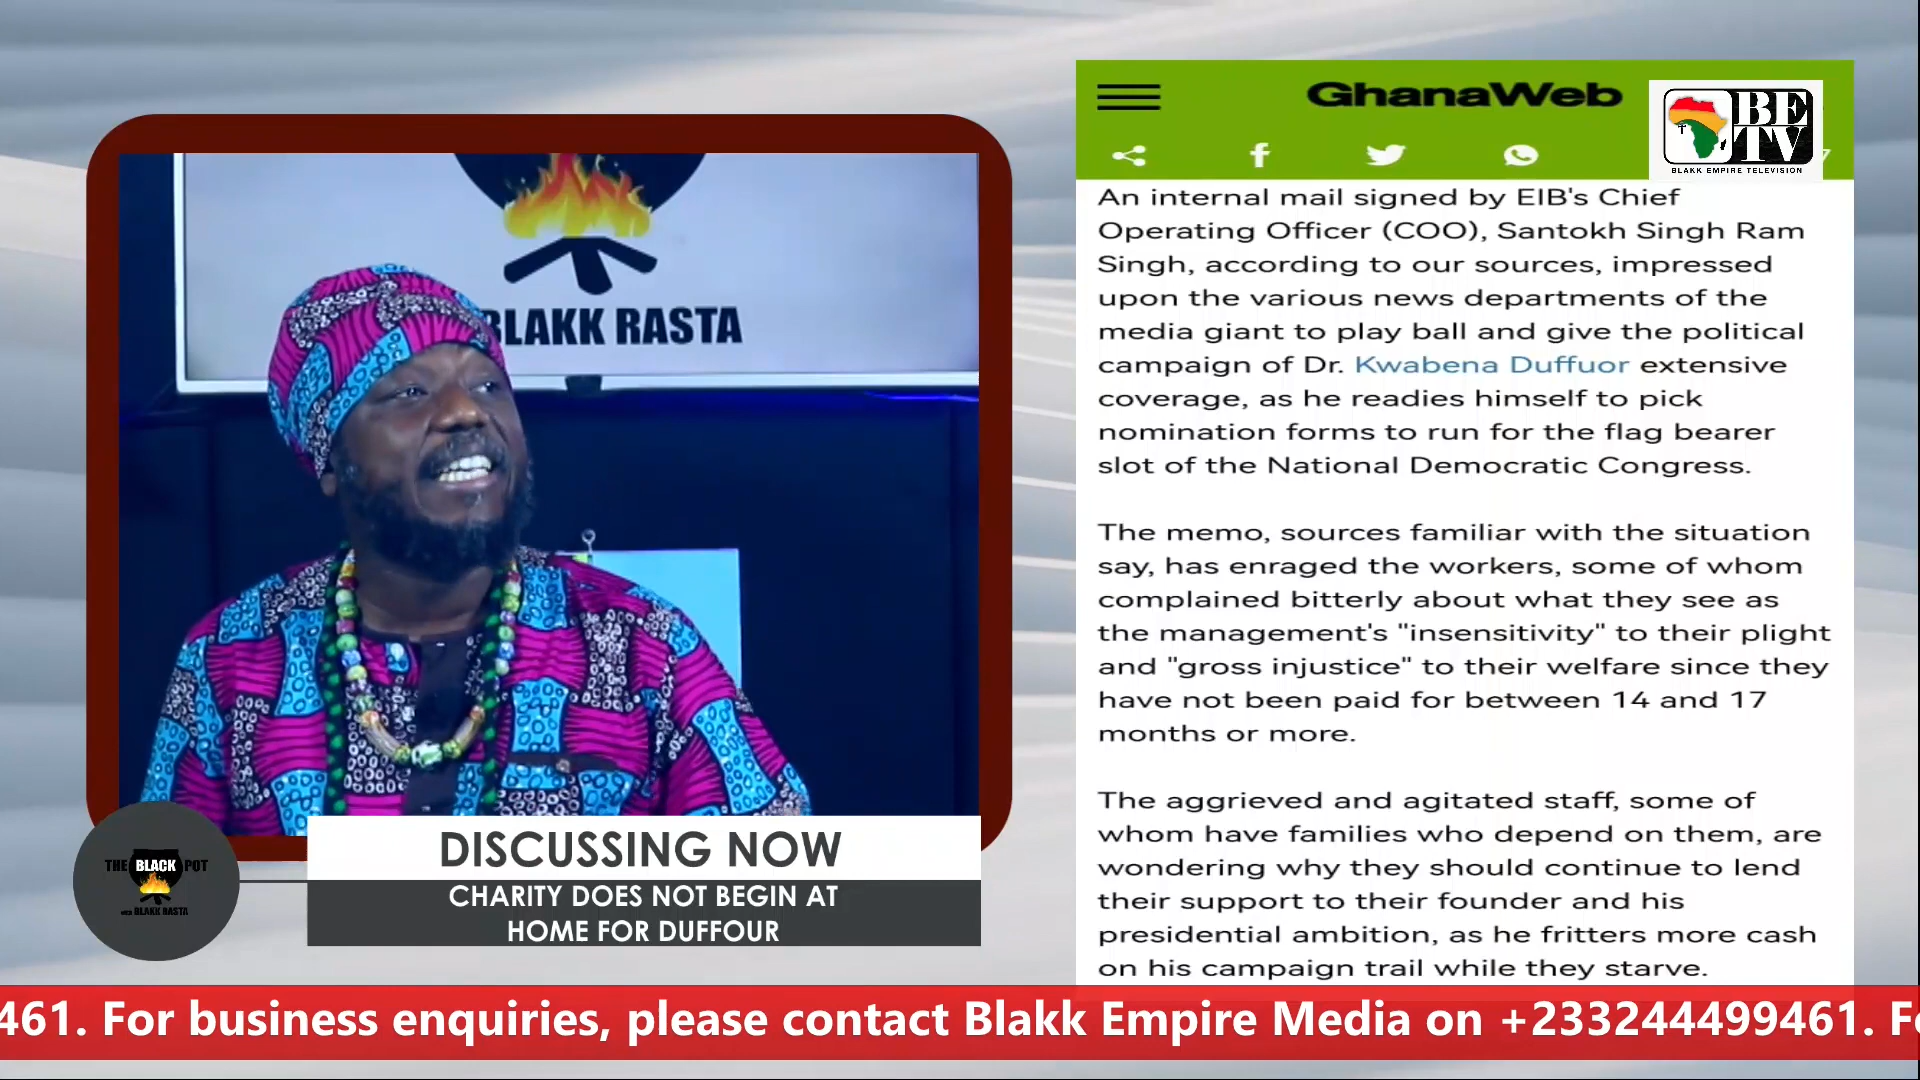 BLAKK RASTA
THE BLACK POT
WITH BLAKK RASTA
DISCUSSING NOW
CHARITY DOES NOT BEGIN AT
HOME FOR DUFFOUR
GhanaWeb
BE
TV
BLAKK EMPIRE TELEVISION
An internal mail signed by EIB's Chief
Operating Officer (COO), Santokh Singh Ram
Singh, according to our sources, impressed
upon the various news departments of the
media giant to play ball and give the political
campaign of Dr. Kwabena Duffuor extensive
coverage, as he readies himself to pick
nomination forms to run for the flag bearer
slot of the National Democratic Congress.
The memo, sources familiar with the situation
say, has enraged the workers, some of whom
complained bitterly about what they see as
the management's "insensitivity" to their plight
and "gross injustice" to their welfare since they
have not been paid for between 14 and 17
months or more.
The aggrieved and agitated staff, some of
whom have families who depend on them, are
wondering why they should continue to lend
their support to their founder and his
presidential ambition, as he fritters more cash
on his campaign trail while they starve.
461. For business enquiries, please contact Blakk Empire Media on +233244499461. Fo